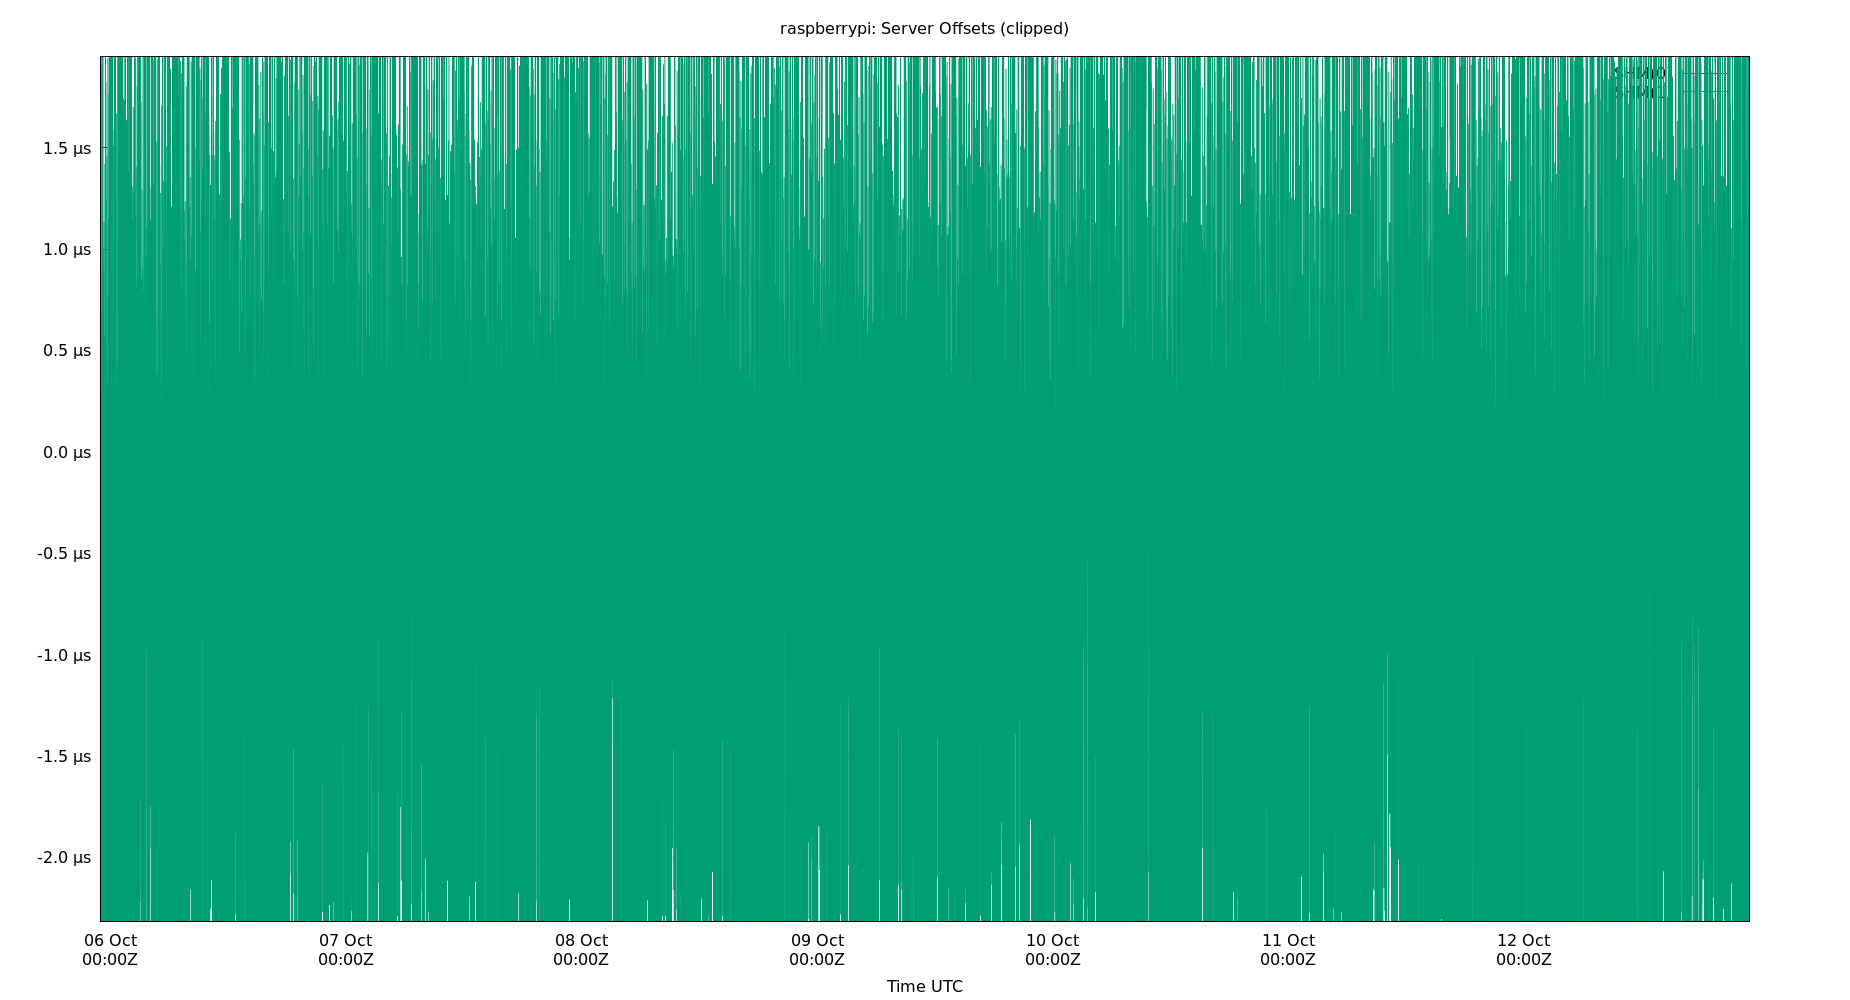 raspberrypi: Server Offsets (clipped)
1.5 µs
1.0 µs
0.5 µs
0.0 µs
-0.5 µs
-1.0 µs
-1.5 µs
-2.0 µs
06 Oct 07 Oct 08 Oct 09 Oct 10 Oct 11 Oct 12 Oct
00:00Z 00:00Z 00:00Z 00:00Z 00:00Z 00:00Z 00:00Z
Time UTC